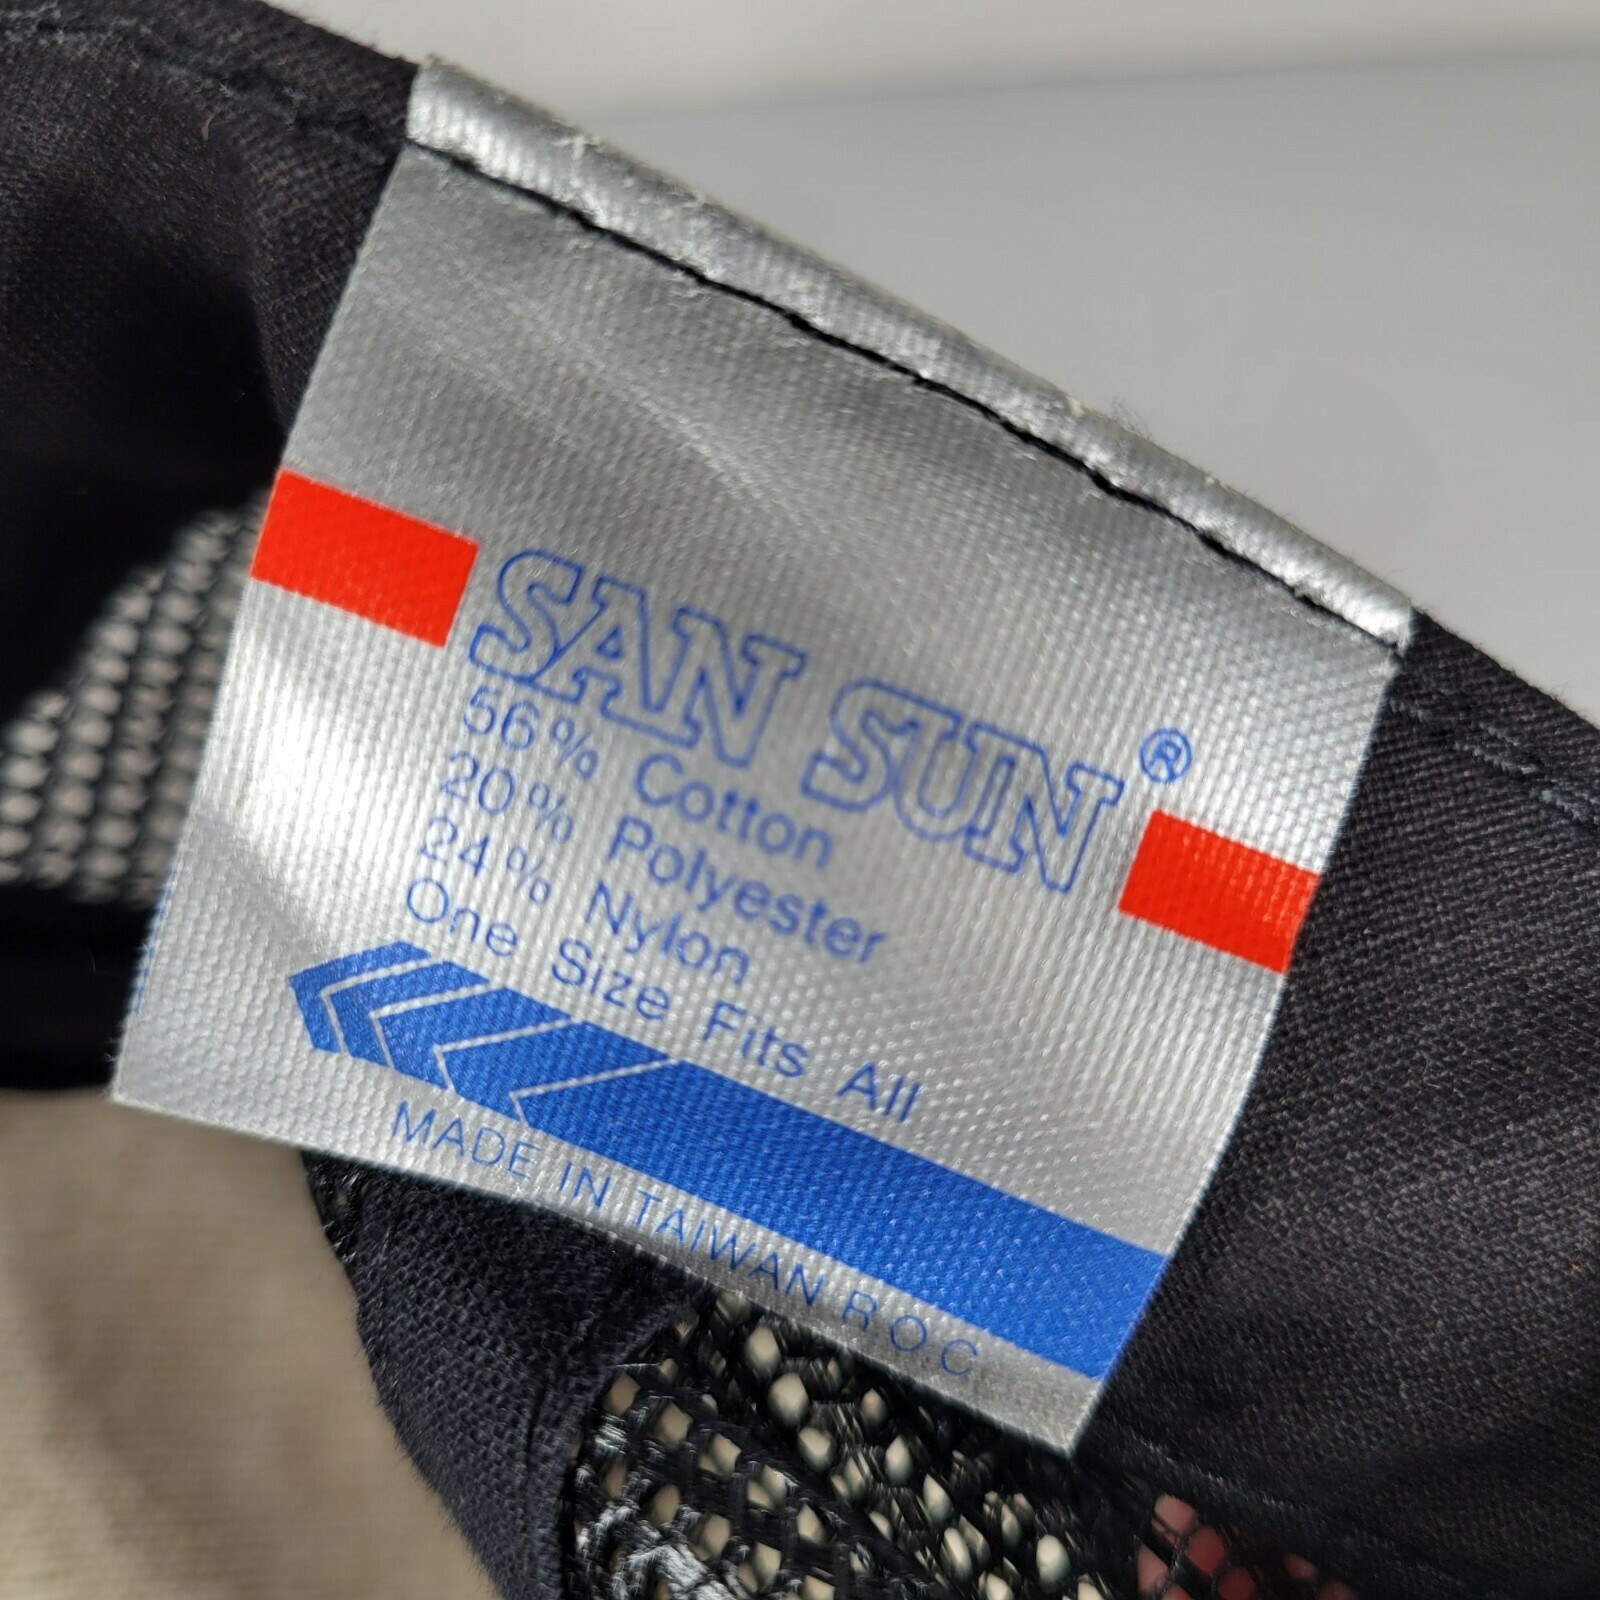 SAN SUN®
56% Cotton
20% Polyester
24% Nylon
One Size Fits All
MADE IN TAIWAN R.O.C